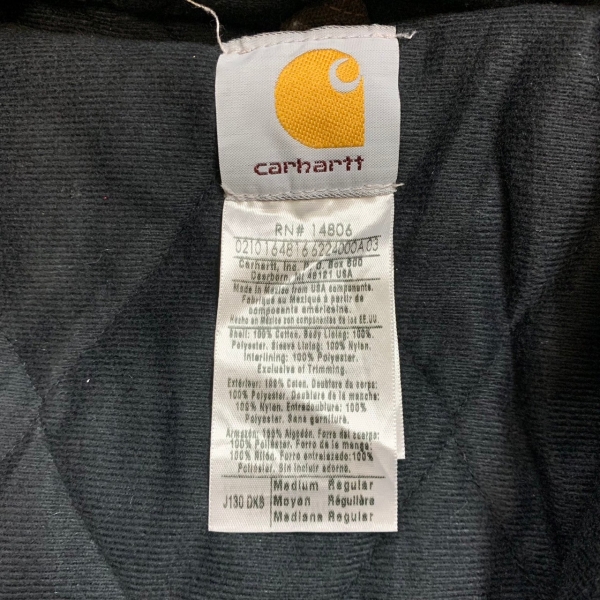 carhartt
RN# 14806
0210164816 6224000A03
Carhartt, Inc. P.O. Box 600
Dearborn, MI 48121 USA
Made in Mexico from USA components.
Fabriqué au Mexique à partir de
composants américains.
Hecho en México con componentes de los EE.UU.
Shell: 100% Cotton. Body Lining: 100%
Polyester. Sleeve Lining: 100% Nylon.
Interlining: 100% Polyester.
Exclusive of Trimming.
Extérieur: 100% Coton. Doublure du corps:
100% Polyester. Doublure de la manche:
100% Nylon. Entredoublure: 100%
Polyester. Sans garniture.
Armazón: 100% Algodón. Forro del cuerpo:
100% Poliéster. Forro de la manga:
100% Nylon. Forro entretelado: 100%
Poliéster. Sin incluir adorno.
J130 DKB
Medium Regular
Moyen Régulière
Mediana Regular